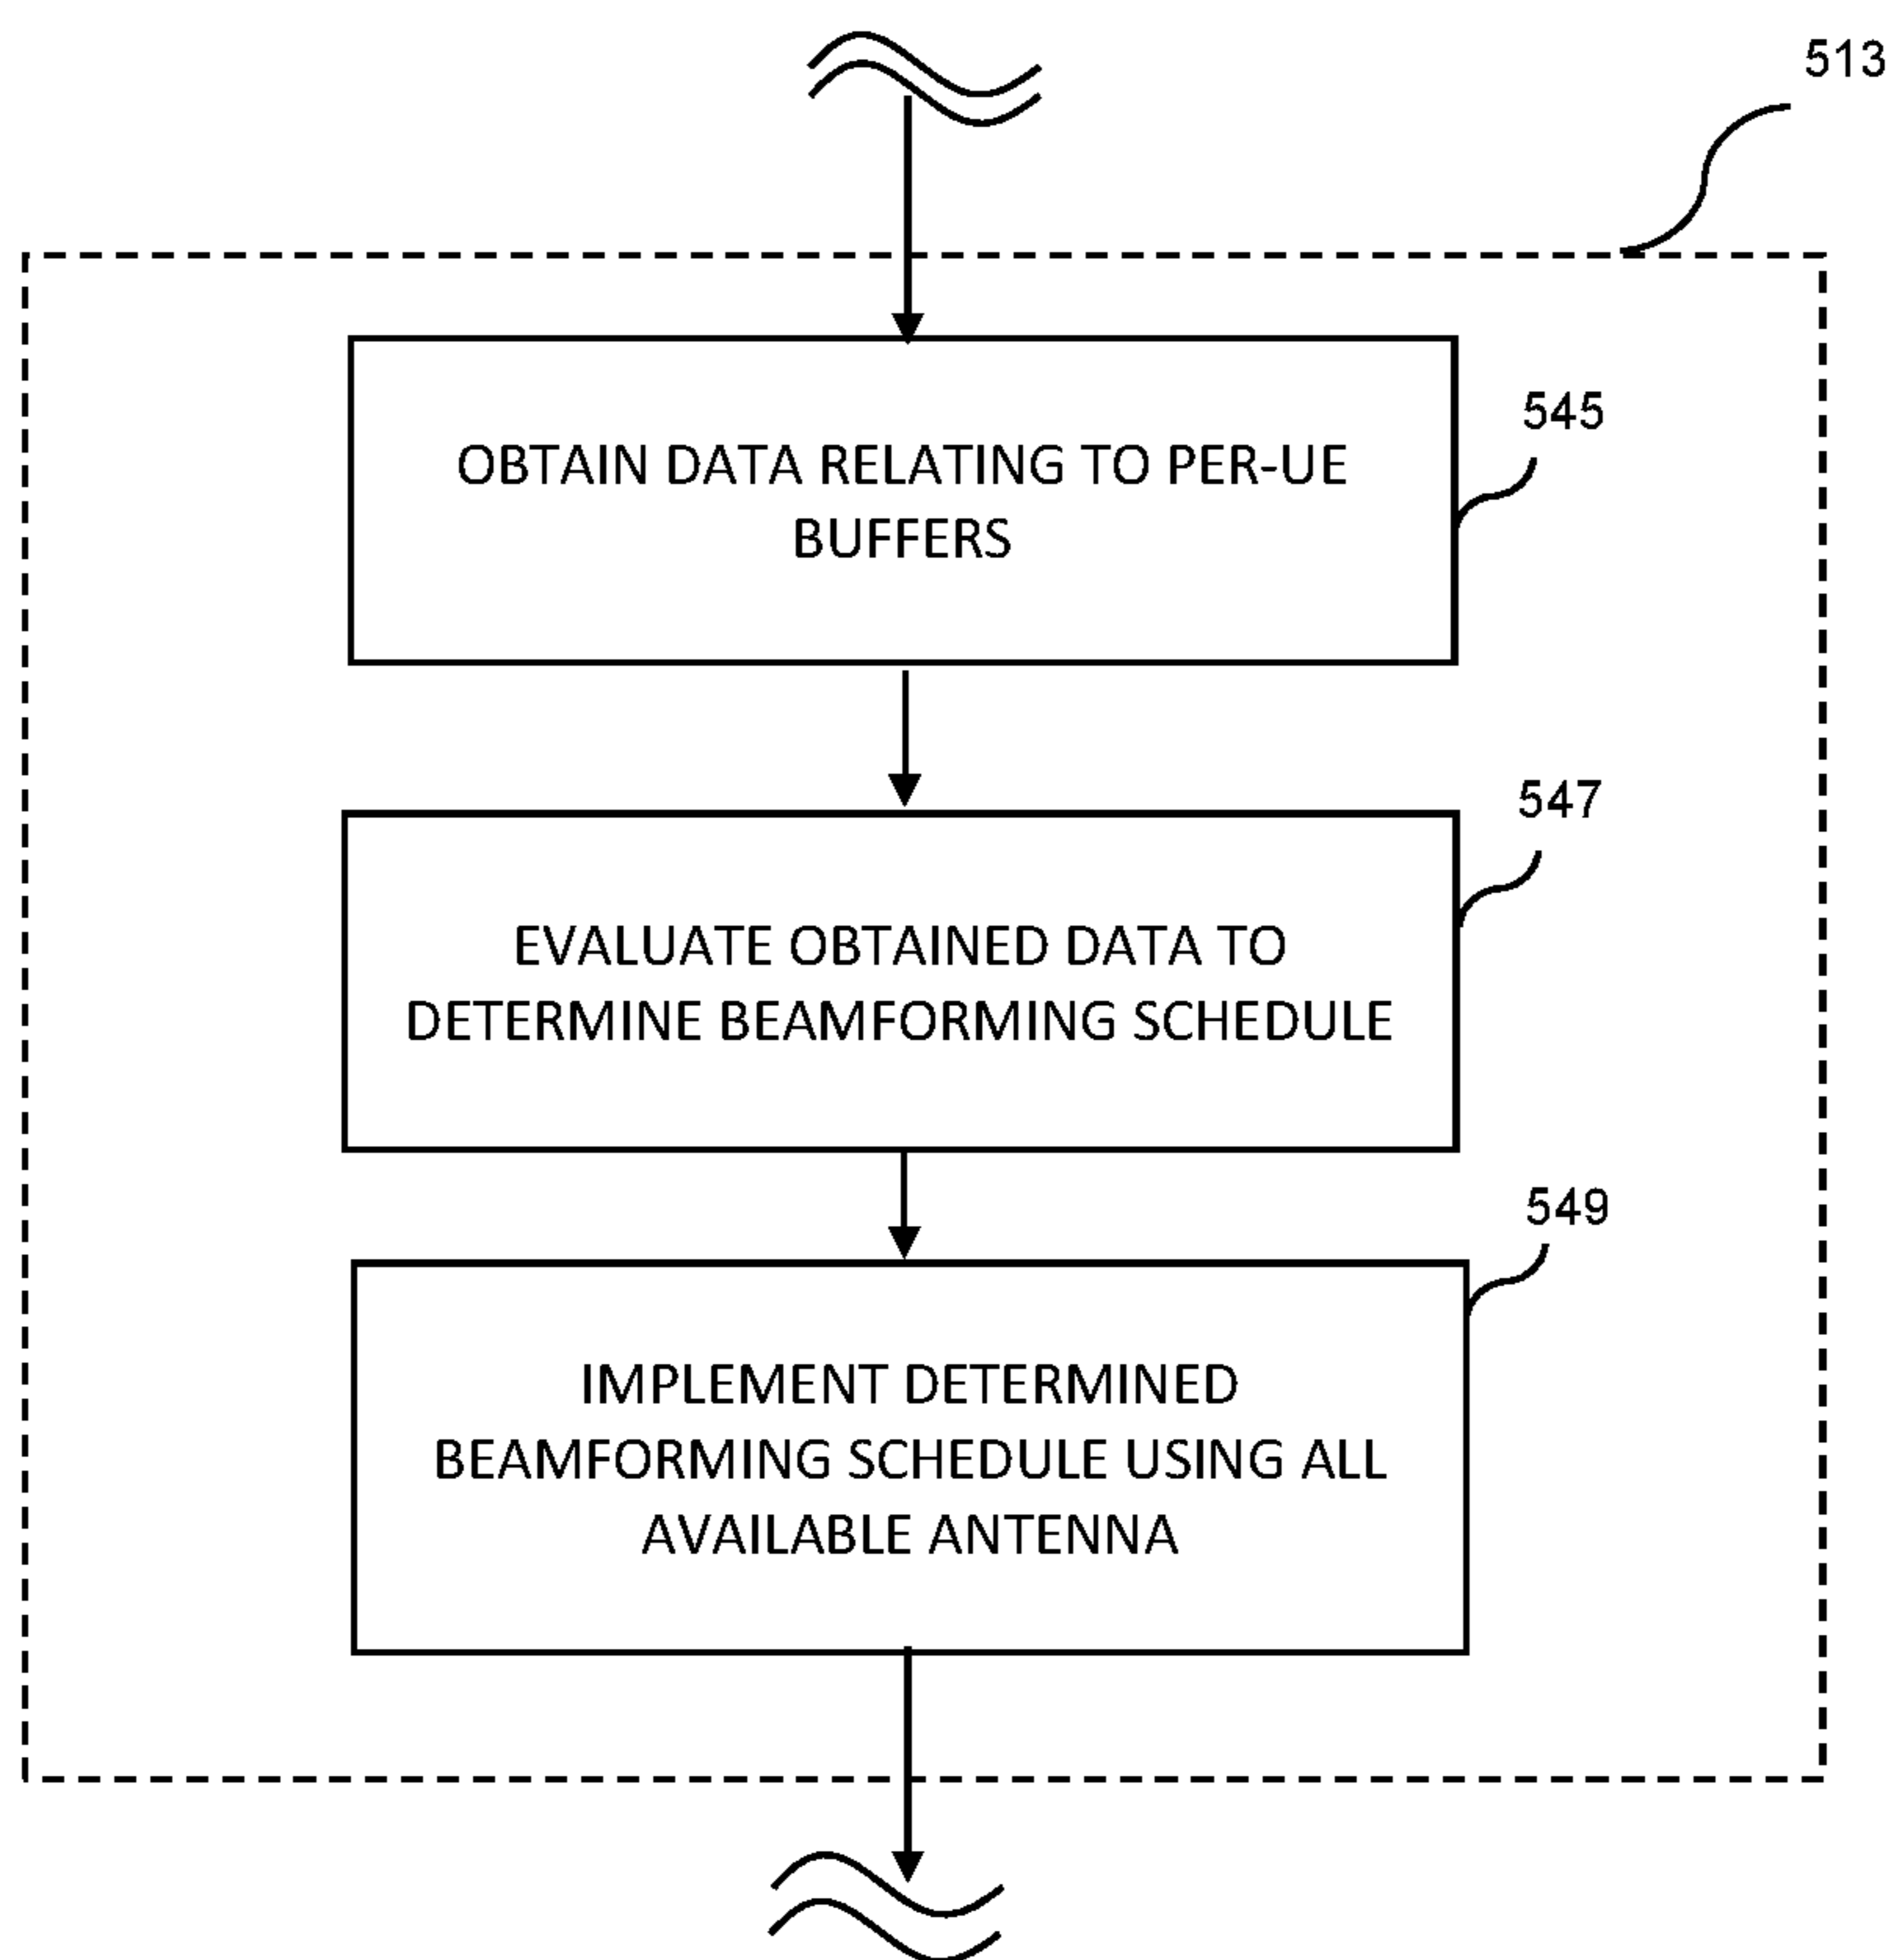 513
545
OBTAIN DATA RELATING TO PER-UE
BUFFERS
547
EVALUATE OBTAINED DATA TO
DETERMINE BEAMFORMING SCHEDULE
549
IMPLEMENT DETERMINED
BEAMFORMING SCHEDULE USING ALL
AVAILABLE ANTENNA